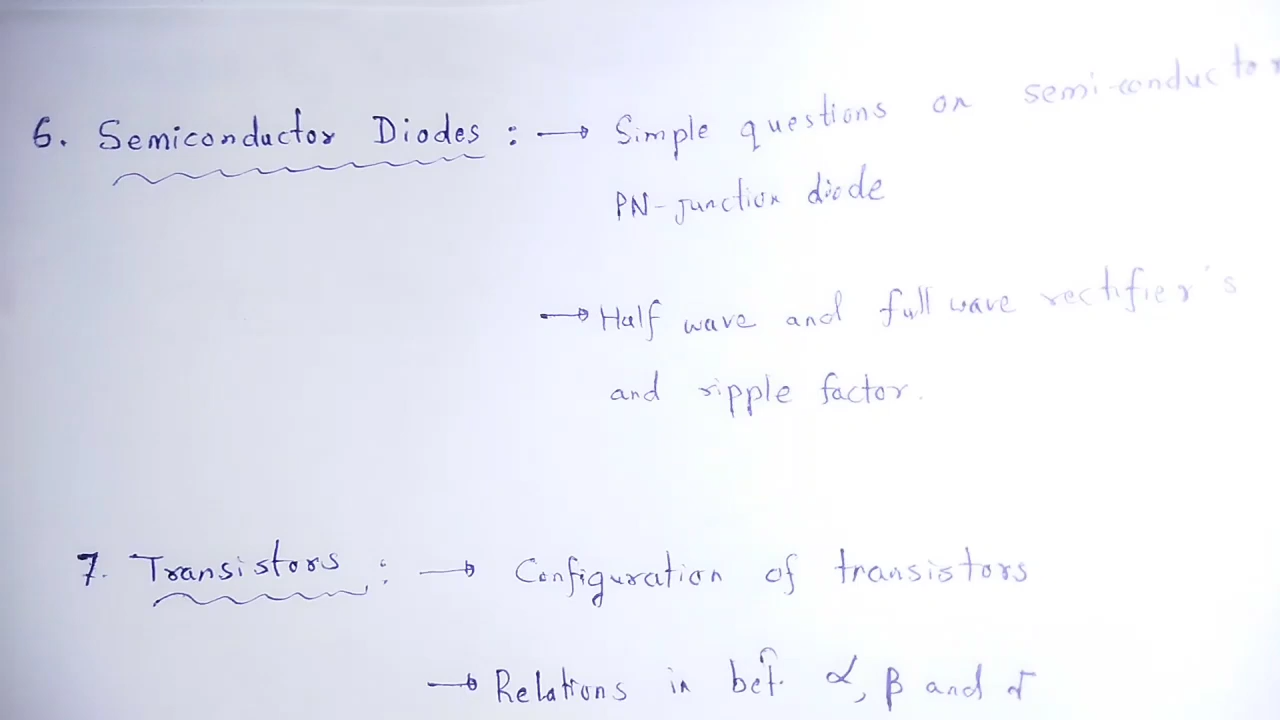 6. Semiconductor Diodes : → Simple questions on semi-conductor
PN-Junction diode
→ Half wave and full wave rectifier's
and ripple factor.
7. Transistors : → Configuration of transistors
→ Relations in bet. α, β and γ